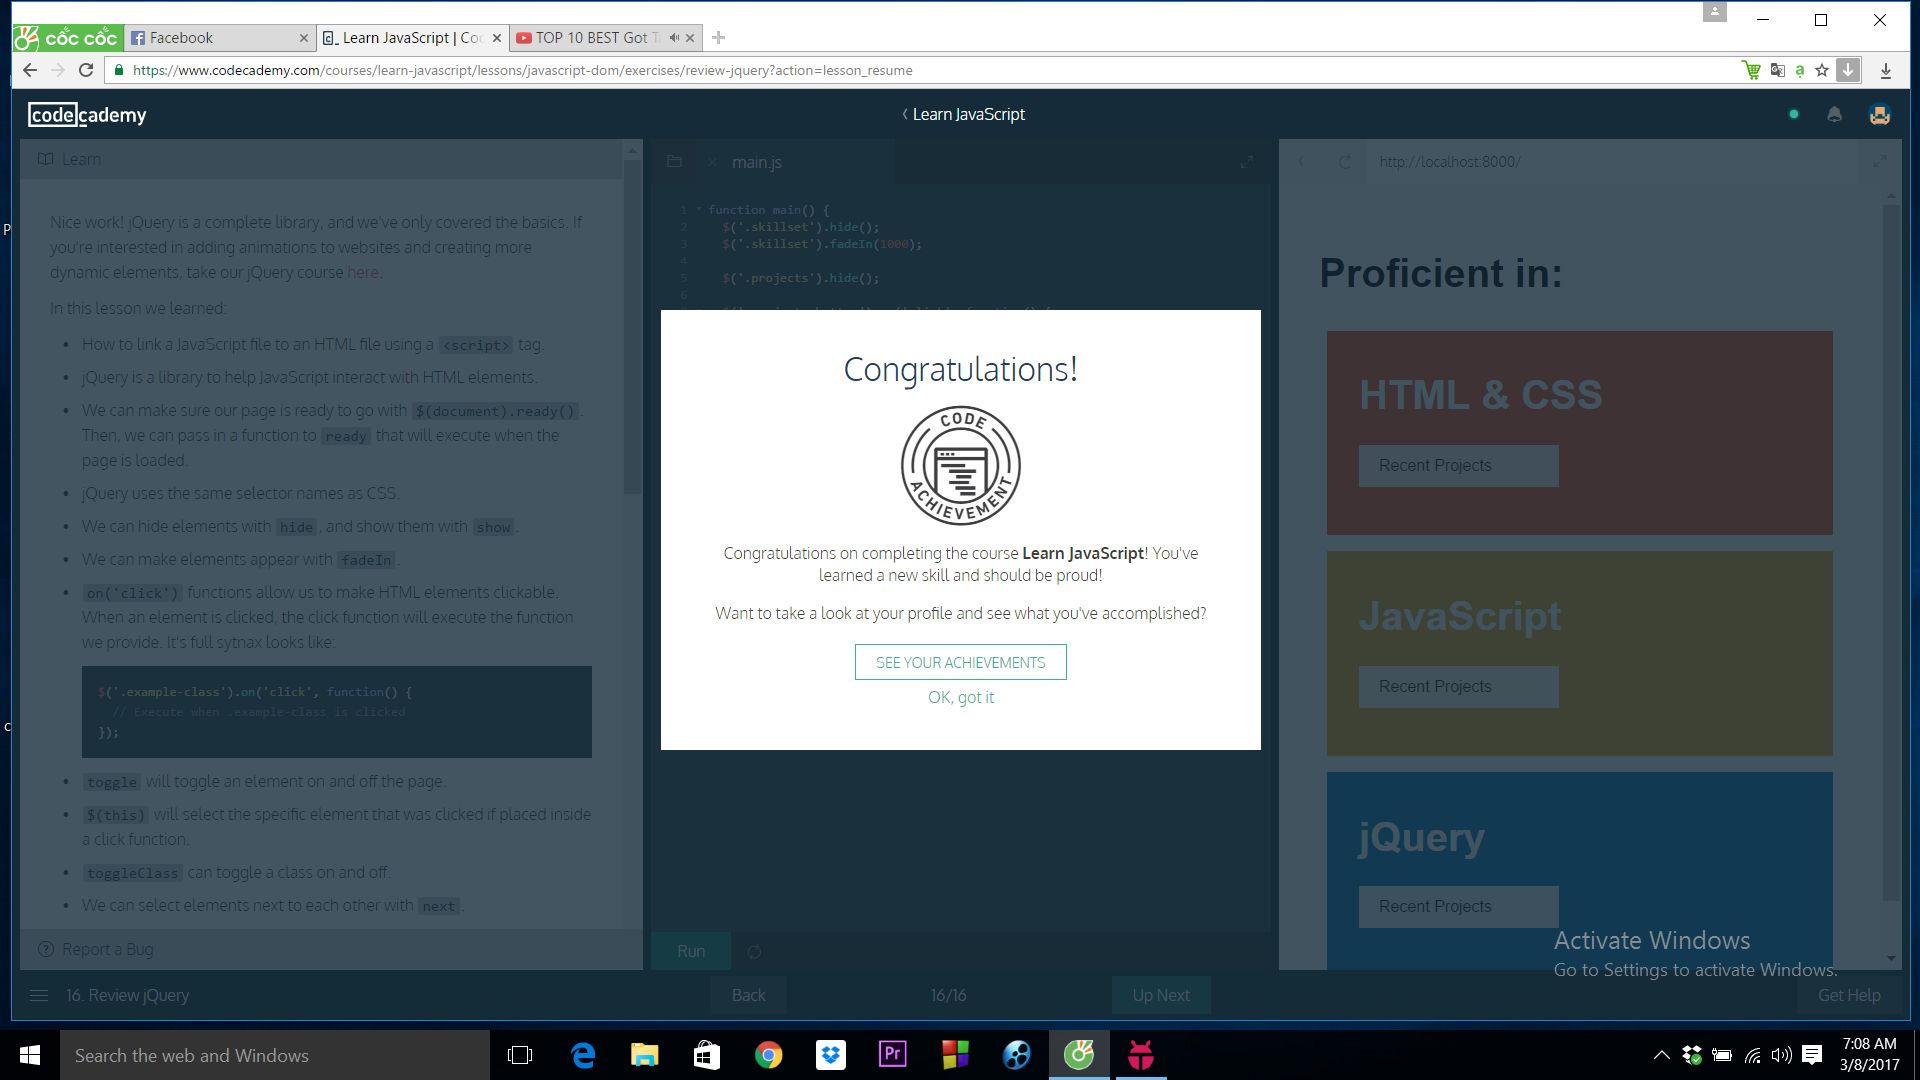 cốc cốc
Facebook
Learn JavaScript | Co
TOP 10 BEST Got T
https://www.codecademy.com/courses/learn-javascript/lessons/javascript-dom/exercises/review-jquery?action=lesson_resume
codecademy
Learn JavaScript
Learn
Nice work! jQuery is a complete library, and we've only covered the basics. If
you're interested in adding animations to websites and creating more
dynamic elements, take our jQuery course here.
In this lesson we learned:
• How to link a JavaScript file to an HTML file using a <script> tag.
• jQuery is a library to help JavaScript interact with HTML elements.
• We can make sure our page is ready to go with $(document).ready().
Then, we can pass in a function to ready that will execute when the
page is loaded.
• jQuery uses the same selector names as CSS.
• We can hide elements with hide, and show them with show.
• We can make elements appear with fadeIn.
• on('click') functions allow us to make HTML elements clickable.
When an element is clicked, the click function will execute the function
we provide. It's full sytnax looks like:
$('.example-class').on('click', function() {
// Execute when .example-class is clicked
});
• toggle will toggle an element on and off the page.
• $(this) will select the specific element that was clicked if placed inside
a click function.
• toggleClass can toggle a class on and off.
• We can select elements next to each other with next.
Report a Bug
main.js
1 function main() {
2 $('.skillset').hide();
3 $('.skillset').fadeIn(1000);
4
5 $('.projects').hide();
6
Congratulations!
CODE
ACHIEVEMENT
Congratulations on completing the course Learn JavaScript! You've
learned a new skill and should be proud!
Want to take a look at your profile and see what you've accomplished?
SEE YOUR ACHIEVEMENTS
OK, got it
Run
http://localhost:8000/
Proficient in:
HTML & CSS
Recent Projects
JavaScript
Recent Projects
jQuery
Recent Projects
Activate Windows
Go to Settings to activate Windows.
16. Review jQuery
Back
16/16
Up Next
Get Help
Search the web and Windows
Pr
7:08 AM
3/8/2017